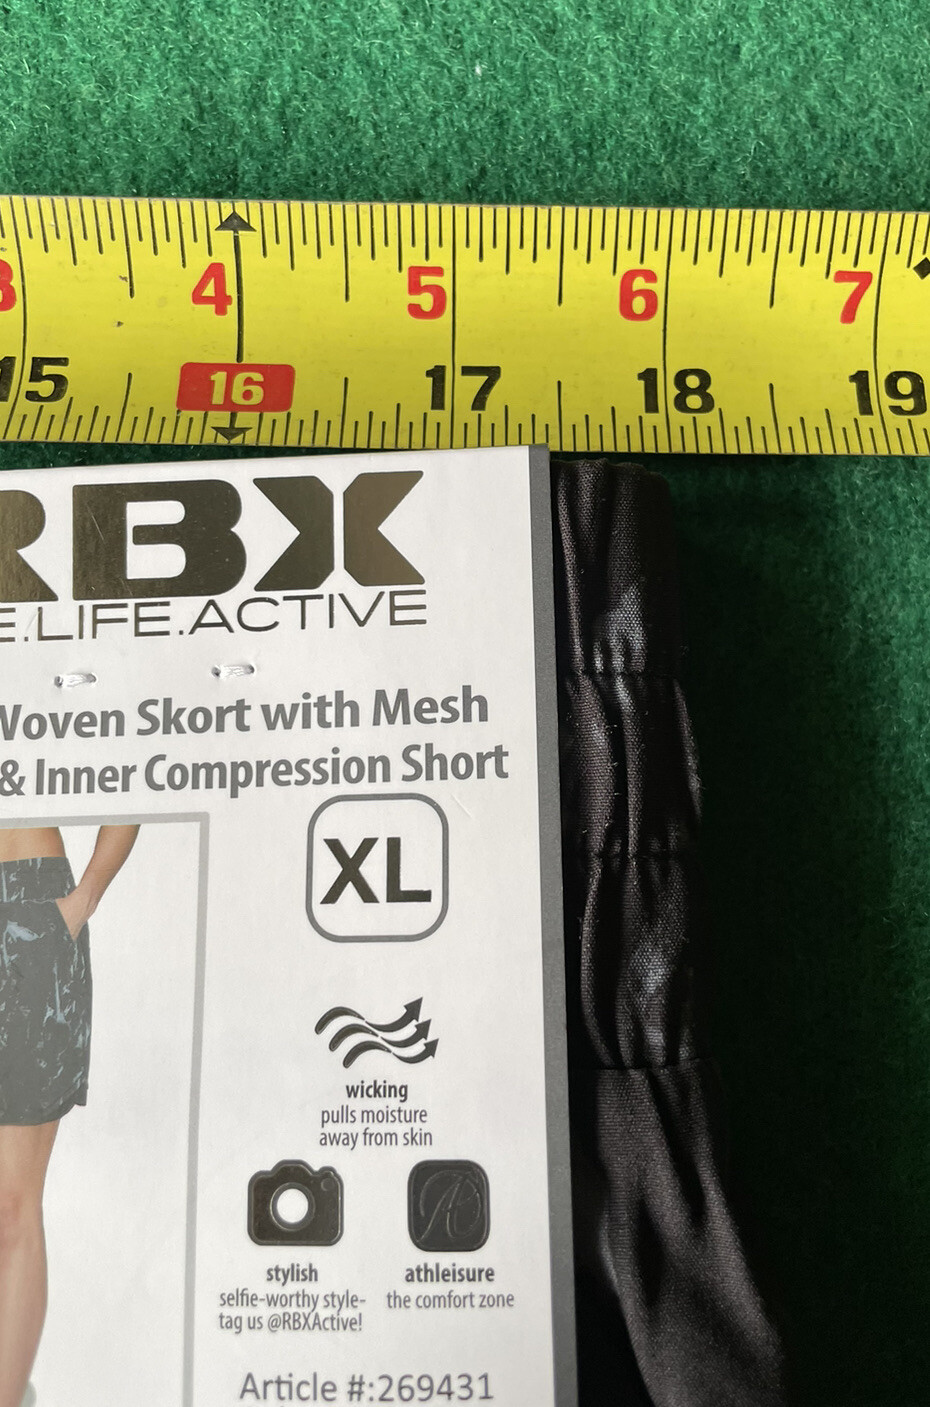 3 4 5 6 7
15 16 17 18 19
RBX
E.LIFE.ACTIVE
Woven Skort with Mesh
& Inner Compression Short
XL
wicking
pulls moisture
away from skin
stylish
selfie-worthy style-
tag us @RBXActive!
athleisure
the comfort zone
Article #:269431